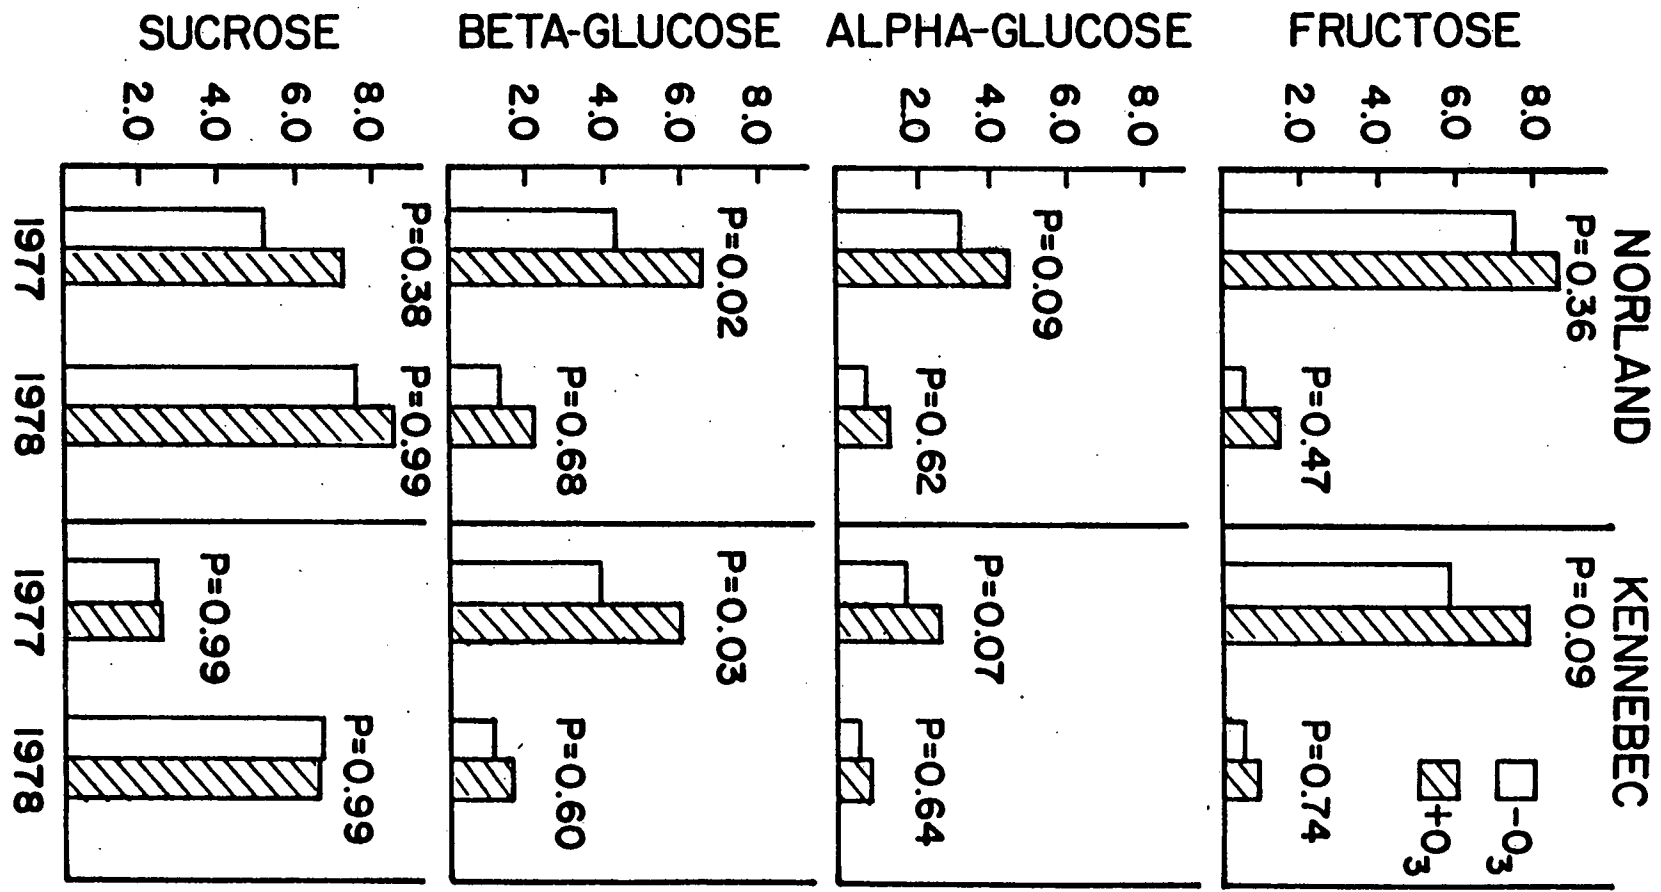 NORLAND
KENNEBEC
FRUCTOSE
8.0
6.0
4.0
2.0
P=0.36
P=0.47
P=0.09
P=0.74
-O3
+O3
ALPHA-GLUCOSE
8.0
6.0
4.0
2.0
P=0.09
P=0.62
P=0.07
P=0.64
BETA-GLUCOSE
8.0
6.0
4.0
2.0
P=0.02
P=0.68
P=0.03
P=0.60
SUCROSE
8.0
6.0
4.0
2.0
P=0.38
P=0.99
P=0.99
P=0.99
1977
1978
1977
1978